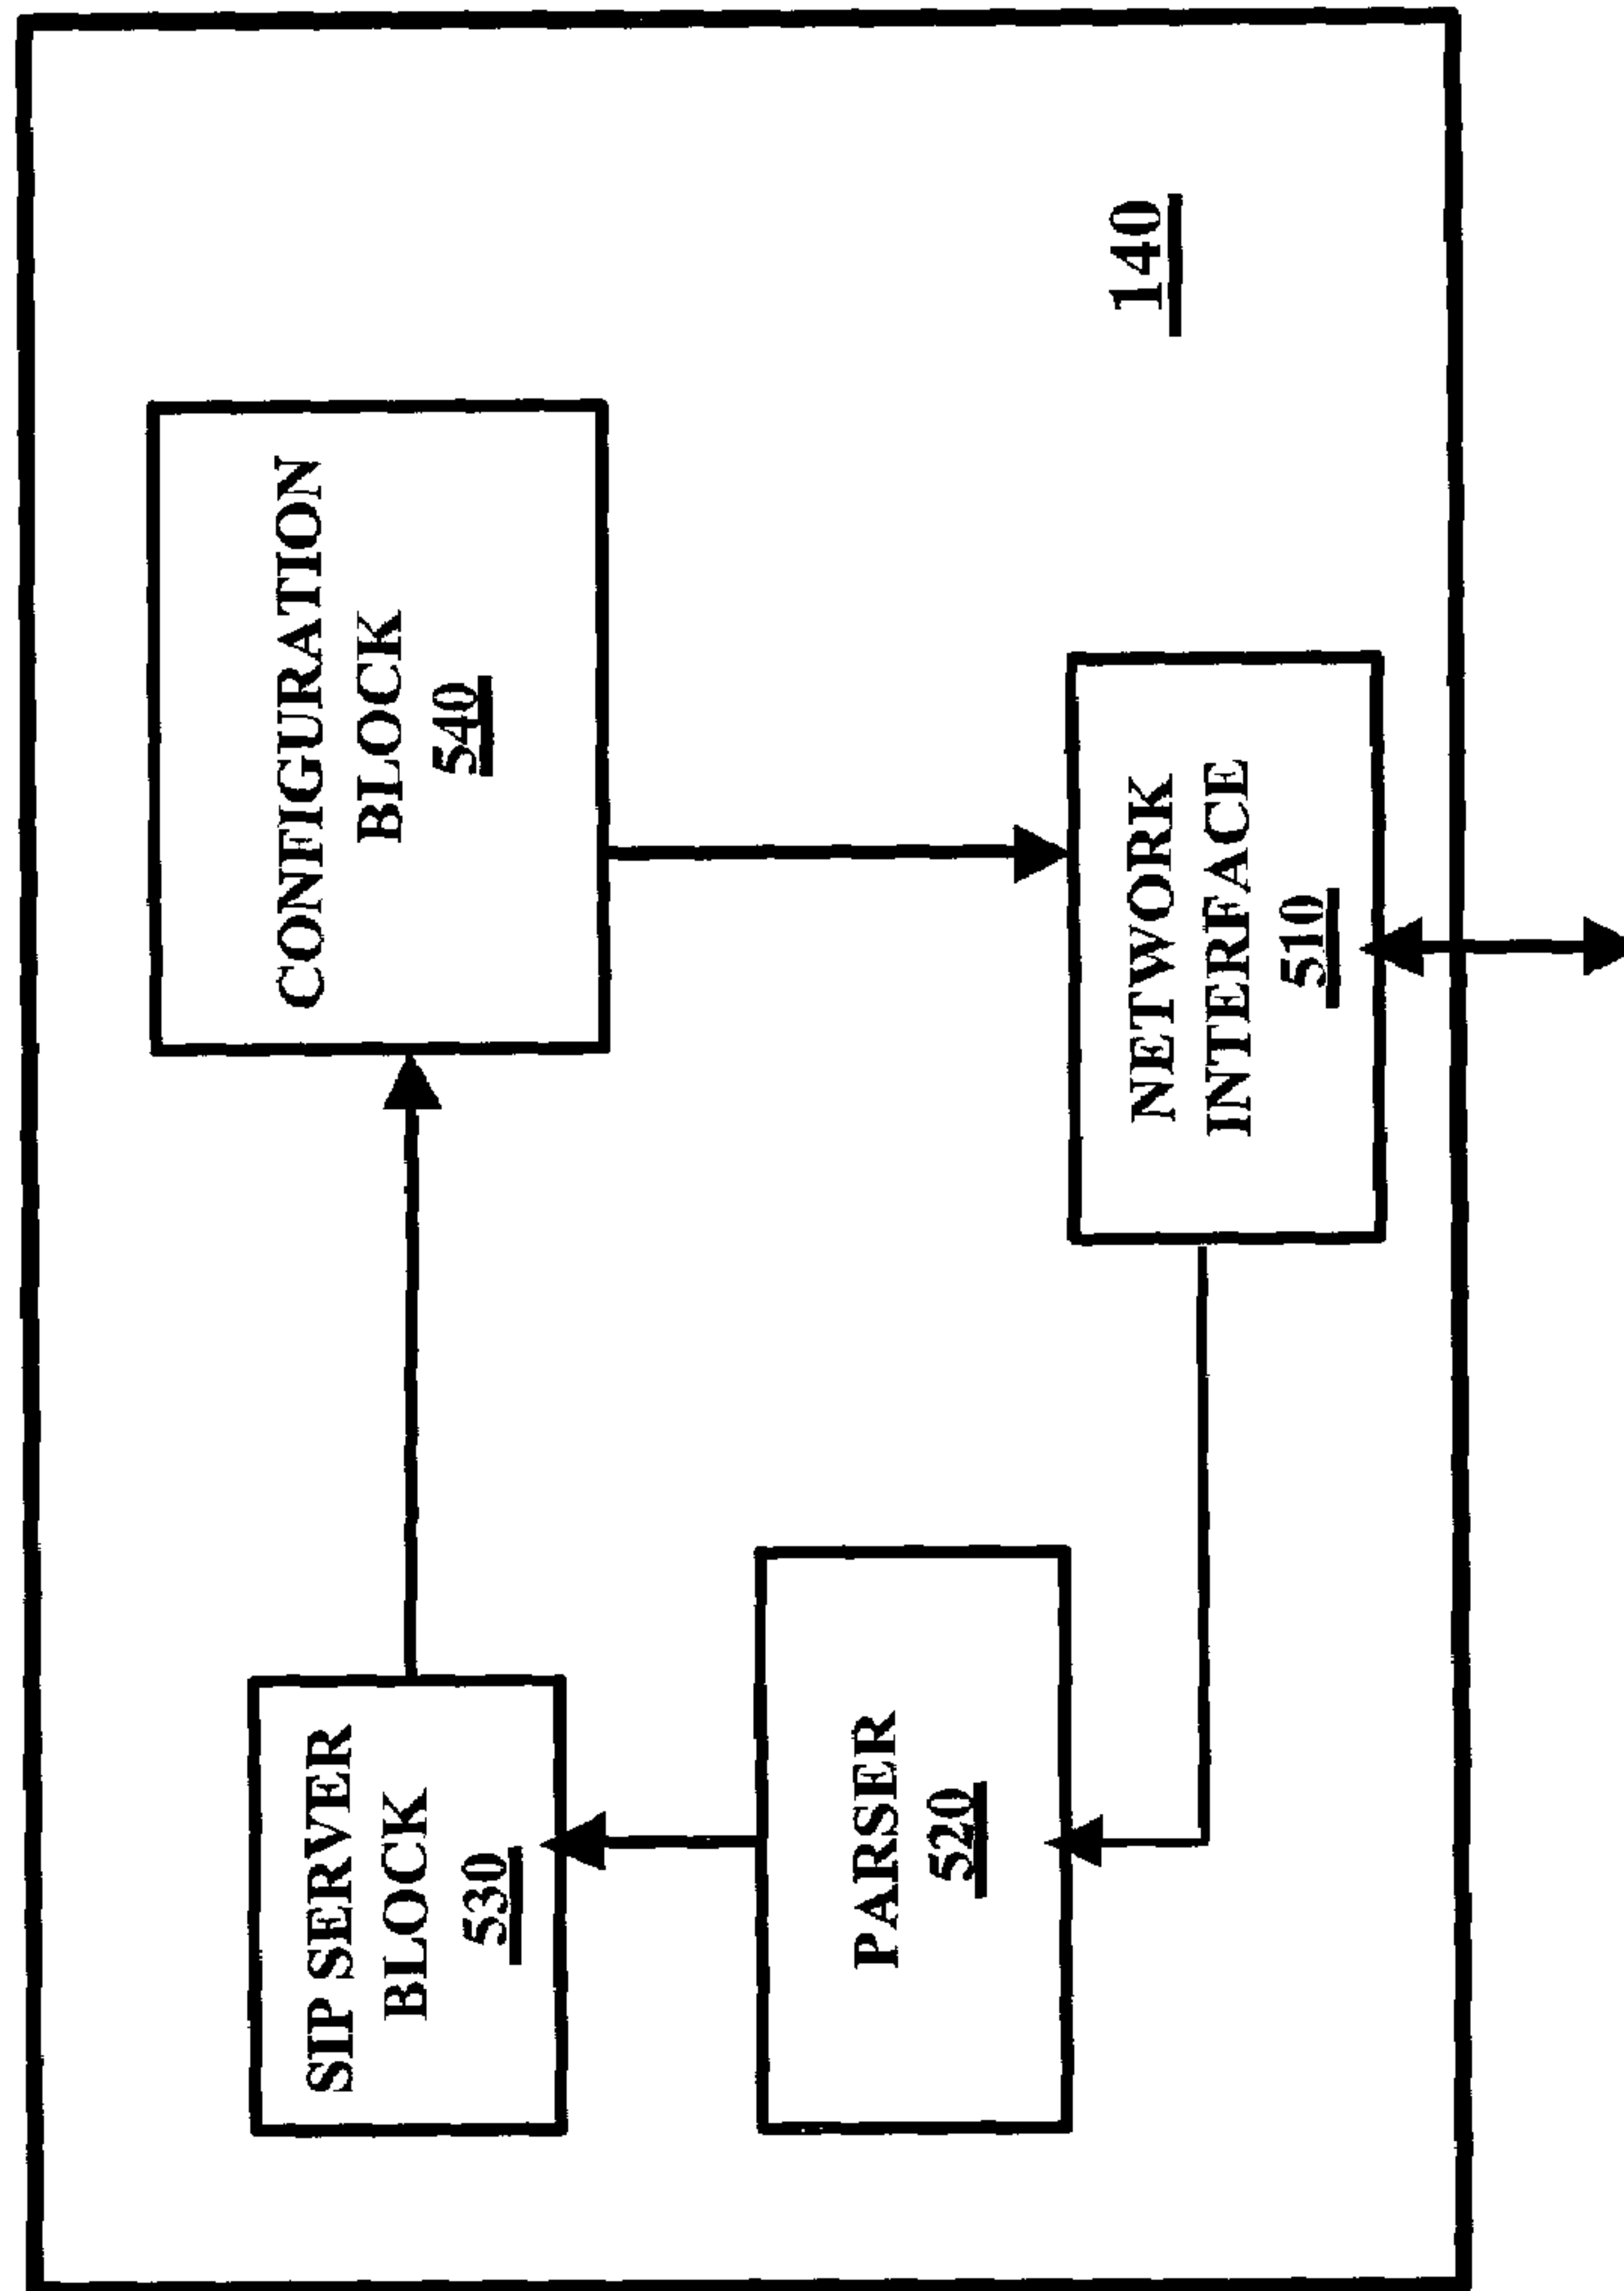 SIP SERVER
BLOCK
530
CONFIGURATION
BLOCK
540
PARSER
520
NETWORK
INTERFACE
510
140